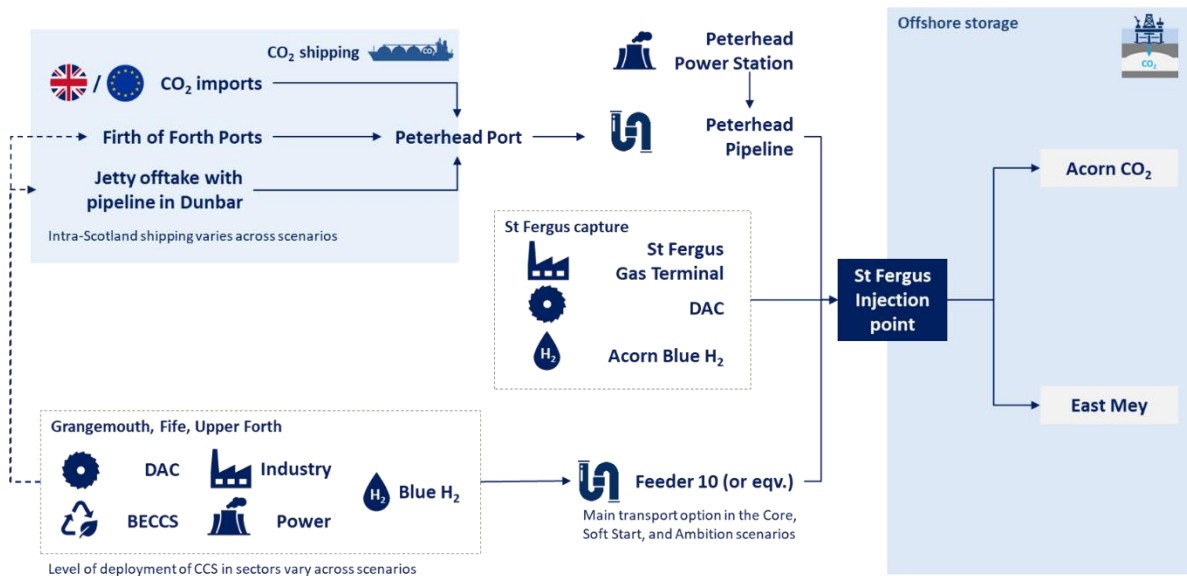 CO₂ shipping
CO₂
/
CO₂ imports
Firth of Forth Ports
Jetty offtake with
pipeline in Dunbar
Intra-Scotland shipping varies across scenarios
Peterhead Port
Peterhead
Power Station
Peterhead
Pipeline
St Fergus capture
St Fergus
Gas Terminal
DAC
H₂
Acorn Blue H₂
Grangemouth, Fife, Upper Forth
DAC
Industry
BECCS
Power
H₂
Blue H₂
Level of deployment of CCS in sectors vary across scenarios
Feeder 10 (or eqv.)
Main transport option in the Core,
Soft Start, and Ambition scenarios
St Fergus
Injection
point
Offshore storage
CO₂
Acorn CO₂
East Mey